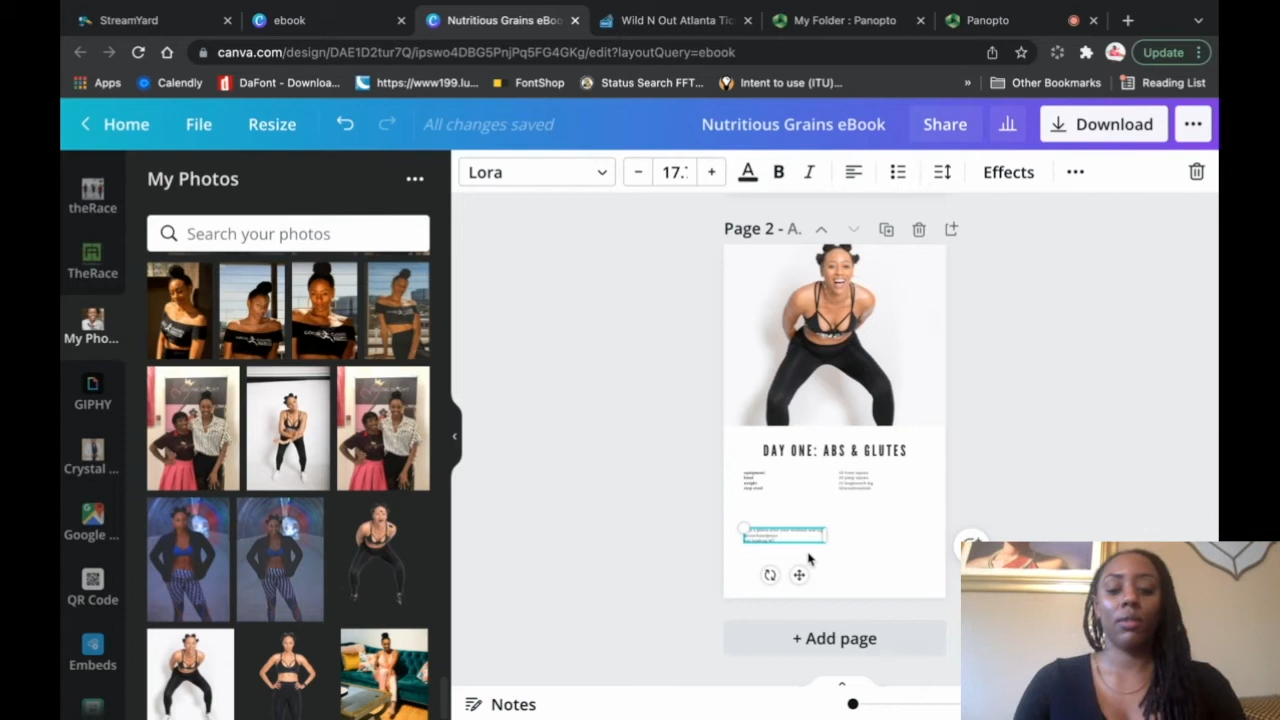 StreamYard
ebook
Nutritious Grains eBoo
Wild N Out Atlanta Tic
My Folder : Panopto
Panopto
canva.com/design/DAE1D2tur7Q/ipswo4DBG5PnjPq5FG4GKg/edit?layoutQuery=ebook
Update
Apps
Calendly
DaFont - Downloa...
https://www199.lu...
FontShop
Status Search FFT...
Intent to use (ITU)...
»
Other Bookmarks
Reading List
Home
File
Resize
All changes saved
Nutritious Grains eBook
Share
Download
My Photos
Lora
17.
Effects
Search your photos
theRace
TheRace
My Pho...
GIPHY
Crystal ...
Google ...
QR Code
Embeds
Page 2 - A.
DAY ONE: ABS & GLUTES
+ Add page
Notes